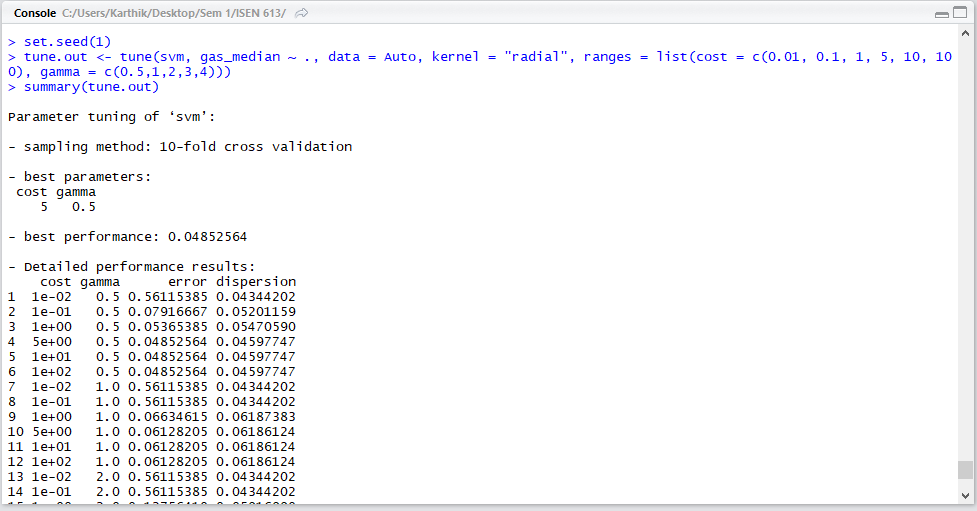 Console C:/Users/Karthik/Desktop/Sem 1/ISEN 613/
> set.seed(1)
> tune.out <- tune(svm, gas_median ~ ., data = Auto, kernel = "radial", ranges = list(cost = c(0.01, 0.1, 1, 5, 10, 10
0), gamma = c(0.5,1,2,3,4)))
> summary(tune.out)
Parameter tuning of ‘svm’:
- sampling method: 10-fold cross validation
- best parameters:
cost gamma
5 0.5
- best performance: 0.04852564
- Detailed performance results:
cost gamma error dispersion
1 1e-02 0.5 0.56115385 0.04344202
2 1e-01 0.5 0.07916667 0.05201159
3 1e+00 0.5 0.05365385 0.05470590
4 5e+00 0.5 0.04852564 0.04597747
5 1e+01 0.5 0.04852564 0.04597747
6 1e+02 0.5 0.04852564 0.04597747
7 1e-02 1.0 0.56115385 0.04344202
8 1e-01 1.0 0.56115385 0.04344202
9 1e+00 1.0 0.06634615 0.06187383
10 5e+00 1.0 0.06128205 0.06186124
11 1e+01 1.0 0.06128205 0.06186124
12 1e+02 1.0 0.06128205 0.06186124
13 1e-02 2.0 0.56115385 0.04344202
14 1e-01 2.0 0.56115385 0.04344202